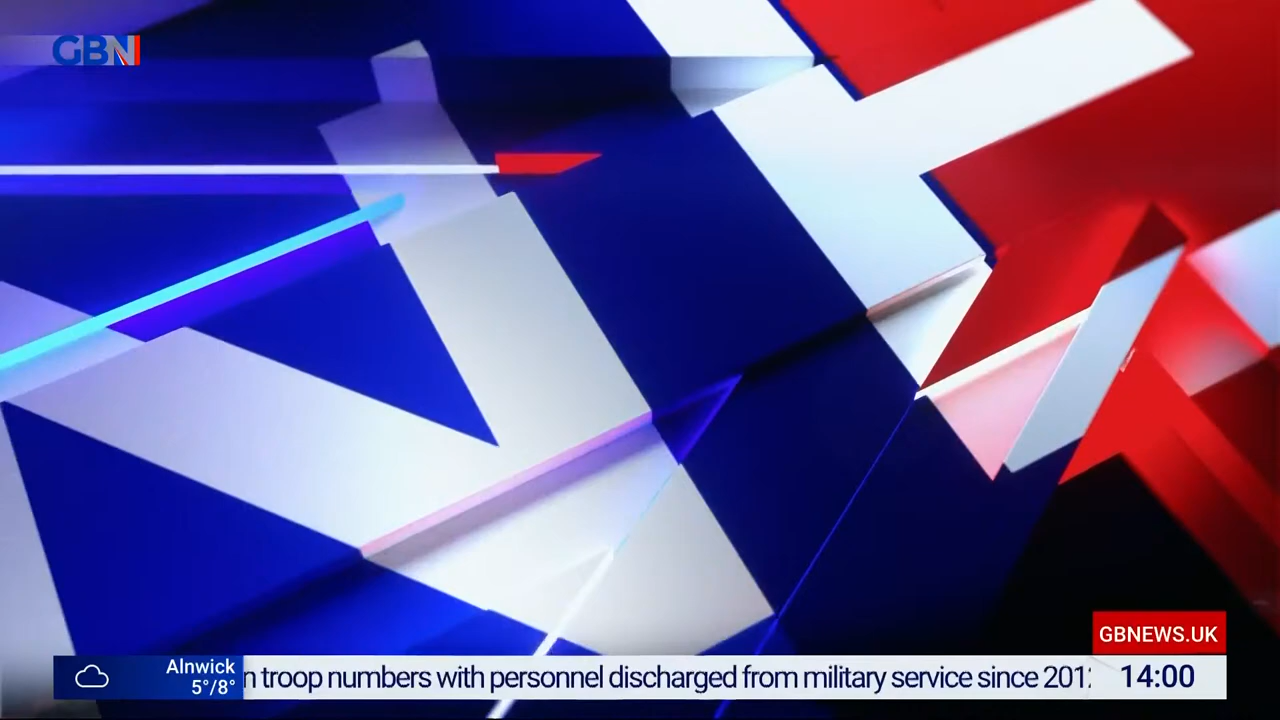 GBN
GBNEWS.UK
Alnwick
5°/8°
troop numbers with personnel discharged from military service since
14:00